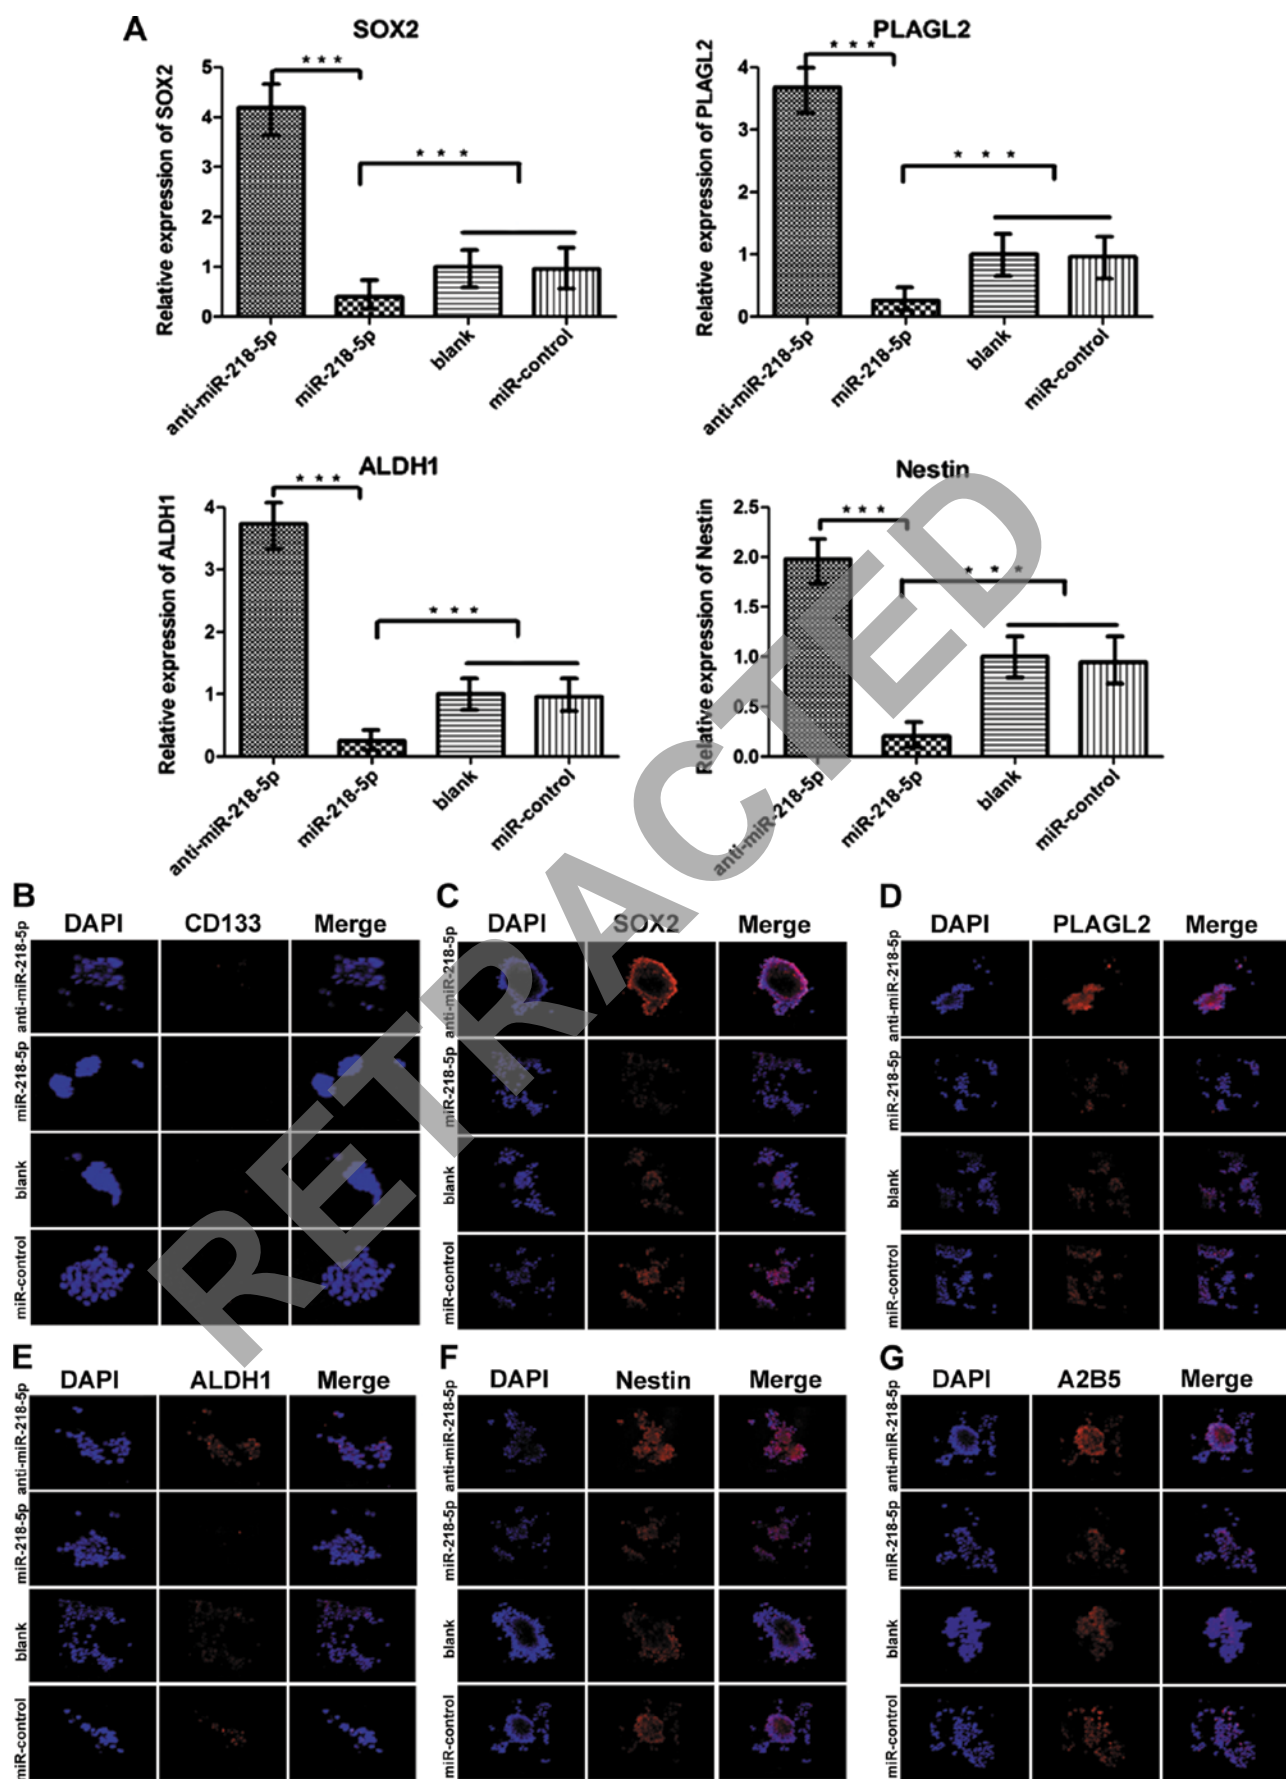 A
SOX2
Relative expression of SOX2
5
4
3
2
1
0
* * *
* * *
anti-miR-218-5p
miR-218-5p
blank
miR-control
PLAGL2
Relative expression of PLAGL2
4
3
2
1
0
* * *
* * *
anti-miR-218-5p
miR-218-5p
blank
miR-control
ALDH1
Relative expression of ALDH1
4
3
2
1
0
* * *
* * *
anti-miR-218-5p
miR-218-5p
blank
miR-control
Nestin
Relative expression of Nestin
2.5
2.0
1.5
1.0
0.5
0.0
* * *
* * *
anti-miR-218-5p
miR-218-5p
blank
miR-control
RETRACTED
B
DAPI CD133 Merge
anti-miR-218-5p
miR-218-5p
blank
miR-control
C
DAPI SOX2 Merge
anti-miR-218-5p
miR-218-5p
blank
miR-control
D
DAPI PLAGL2 Merge
anti-miR-218-5p
miR-218-5p
blank
miR-control
E
DAPI ALDH1 Merge
anti-miR-218-5p
miR-218-5p
blank
miR-control
F
DAPI Nestin Merge
anti-miR-218-5p
miR-218-5p
blank
miR-control
G
DAPI A2B5 Merge
anti-miR-218-5p
miR-218-5p
blank
miR-control